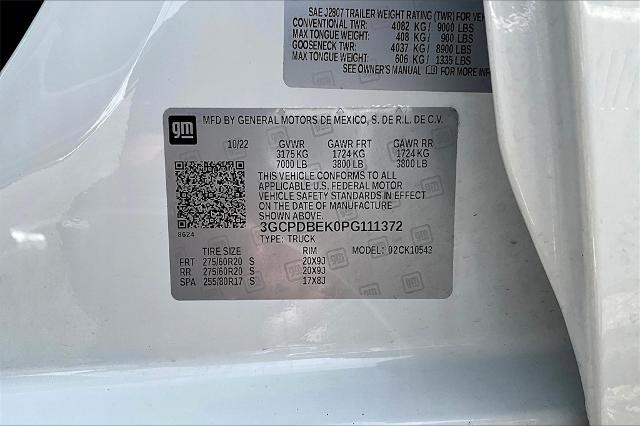 SAE J2807 TRAILER WEIGHT RATING (TWR) FOR VEH
CONVENTIONAL TWR: 4082 KG / 9000 LBS
MAX TONGUE WEIGHT: 408 KG / 900 LBS
GOOSENECK TWR: 4037 KG / 8900 LBS
MAX TONGUE WEIGHT: 606 KG / 1335 LBS
SEE OWNER'S MANUAL FOR MORE INF
gm MFD BY GENERAL MOTORS DE MEXICO, S. DE R.L. DE C.V.
10/22 GVWR GAWR FRT GAWR RR
3175 KG 1724 KG 1724 KG
7000 LB 3800 LB 3800 LB
THIS VEHICLE CONFORMS TO ALL
APPLICABLE U.S. FEDERAL MOTOR
VEHICLE SAFETY STANDARDS IN EFFECT
ON THE DATE OF MANUFACTURE
SHOWN ABOVE.
8624 3GCPDBEK0PG111372
TYPE: TRUCK
TIRE SIZE RIM MODEL: 02CK10543
FRT 275/60R20 S 20X9J
RR 275/60R20 S 20X9J
SPA 255/80R17 S 17X8J